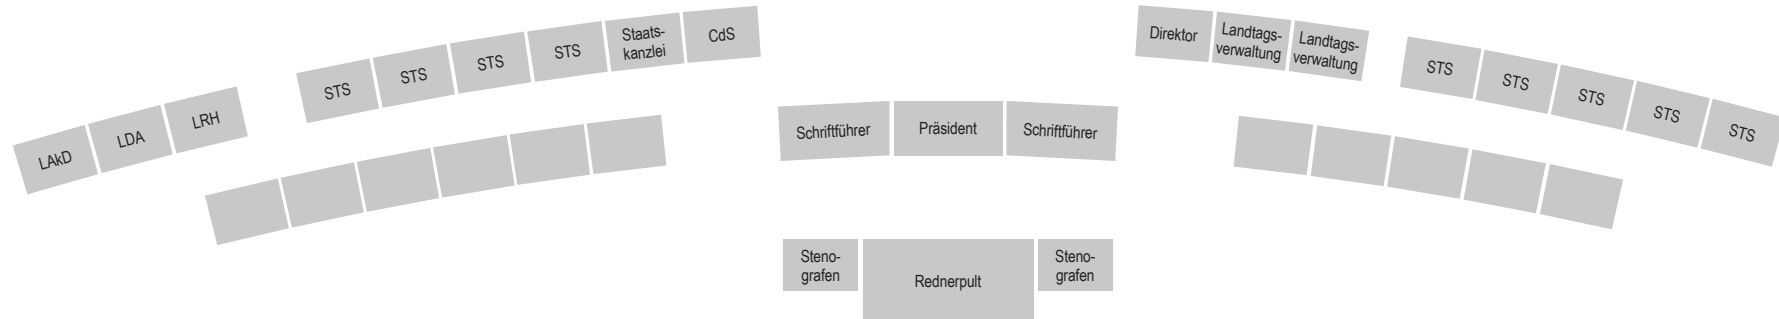 LAkD
LDA
LRH
STS
STS
STS
STS
Staats-
kanzlei
CdS
Direktor
Landtags-
verwaltung
Landtags-
verwaltung
STS
STS
STS
STS
STS
Schriftführer
Präsident
Schriftführer
Steno-
grafen
Rednerpult
Steno-
grafen